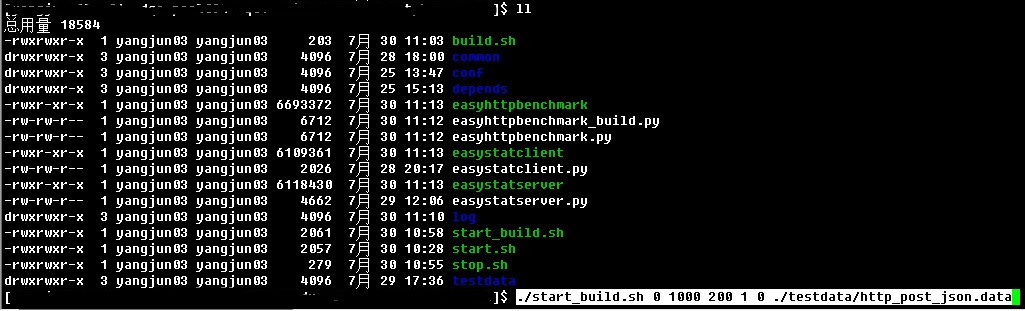 ]$ ll
总用量 18584
-rwxrwxr-x 1 yangjun03 yangjun03 203 7月 30 11:03 build.sh
drwxrwxr-x 3 yangjun03 yangjun03 4096 7月 28 18:00 common
drwxrwxr-x 3 yangjun03 yangjun03 4096 7月 25 13:47 conf
drwxrwxr-x 3 yangjun03 yangjun03 4096 7月 25 15:13 depends
-rwxr-xr-x 1 yangjun03 yangjun03 6693372 7月 30 11:13 easyhttpbenchmark
-rw-rw-r-- 1 yangjun03 yangjun03 6712 7月 30 11:12 easyhttpbenchmark_build.py
-rw-rw-r-- 1 yangjun03 yangjun03 6712 7月 30 11:12 easyhttpbenchmark.py
-rwxr-xr-x 1 yangjun03 yangjun03 6109361 7月 30 11:13 easystatclient
-rw-rw-r-- 1 yangjun03 yangjun03 2026 7月 28 20:17 easystatclient.py
-rwxr-xr-x 1 yangjun03 yangjun03 6118430 7月 30 11:13 easystatserver
-rw-rw-r-- 1 yangjun03 yangjun03 4662 7月 29 12:06 easystatserver.py
drwxrwxr-x 3 yangjun03 yangjun03 4096 7月 30 11:10 log
-rwxrwxr-x 1 yangjun03 yangjun03 2061 7月 30 10:58 start_build.sh
-rwxrwxr-x 1 yangjun03 yangjun03 2057 7月 30 10:28 start.sh
-rwxrwxr-x 1 yangjun03 yangjun03 279 7月 30 10:55 stop.sh
drwxrwxr-x 3 yangjun03 yangjun03 4096 7月 29 17:36 testdata
[ ]$ ./start_build.sh 0 1000 200 1 0 ./testdata/http_post_json.data